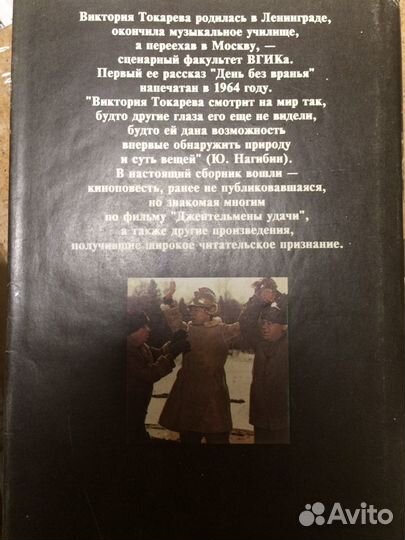 Виктория Токарева родилась в Ленинграде,
окончила музыкальное училище,
а переехав в Москву, —
сценарный факультет ВГИКа.
Первый ее рассказ "День без вранья"
напечатан в 1964 году.
"Виктория Токарева смотрит на мир так,
будто другие глаза его еще не видели,
будто ей дана возможность
впервые обнаружить природу
и суть вещей" (Ю. Нагибин).
В настоящий сборник вошли —
киноповесть, ранее не публиковавшаяся,
но знакомая многим
по фильму "Джентельмены удачи",
а также другие произведения,
получившие широкое читательское признание.
Avito